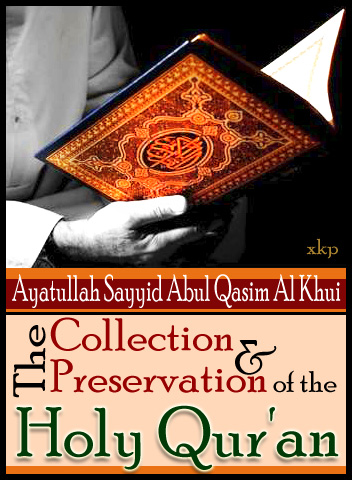 xkp
Ayatullah Sayyid Abul Qasim Al Khui
The Collection &
Preservation of the
Holy Qur'an